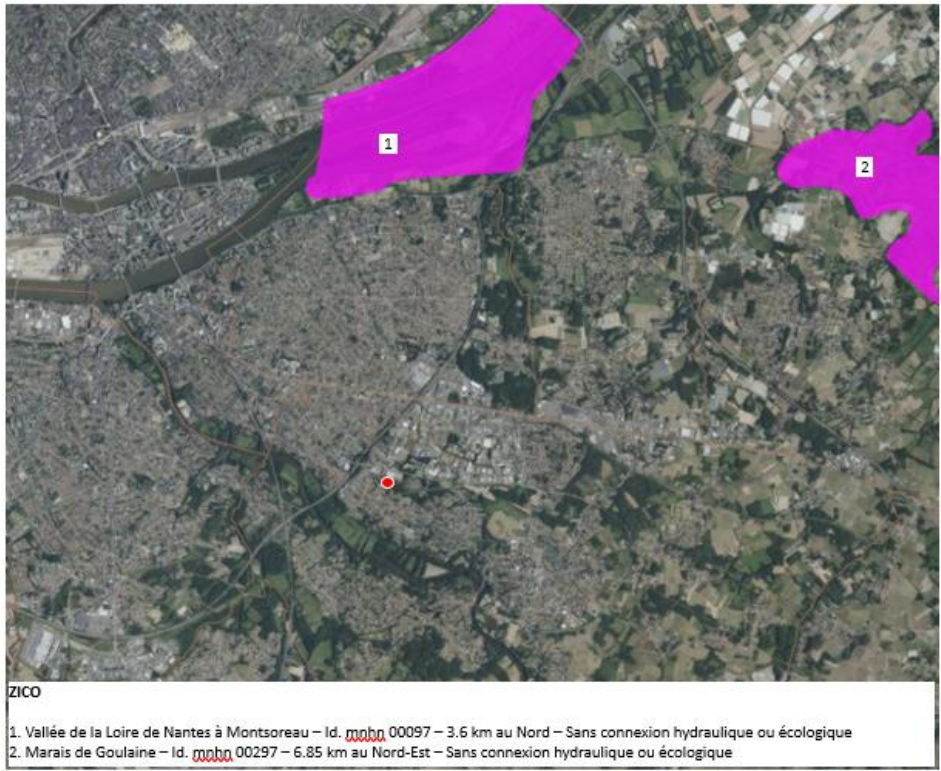 1
2
ZICO
1. Vallée de la Loire de Nantes à Montsoreau – Id. mnhn 00097 – 3.6 km au Nord – Sans connexion hydraulique ou écologique
2. Marais de Goulaine – Id. mnhn 00297 – 6.85 km au Nord-Est – Sans connexion hydraulique ou écologique